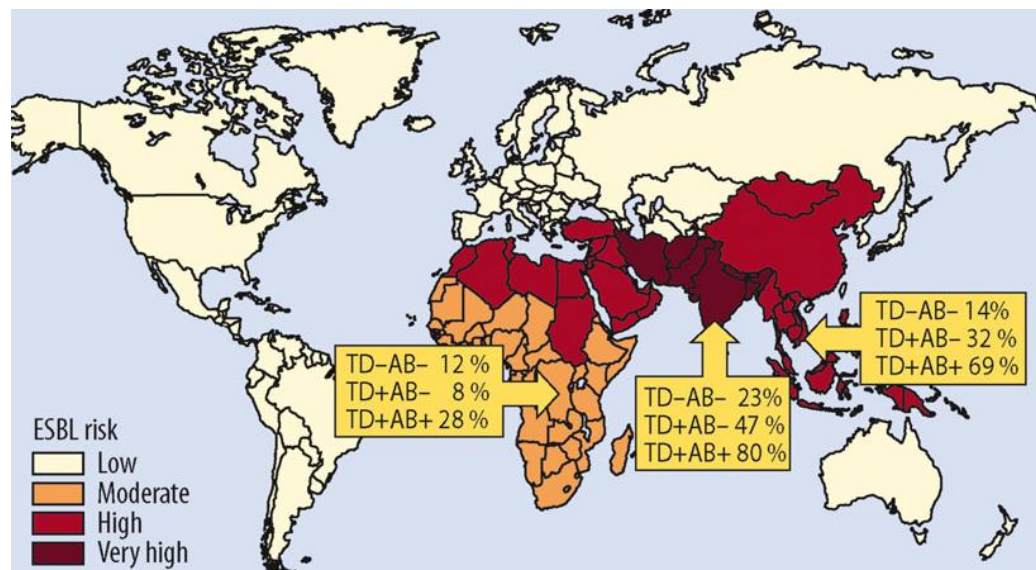 TD–AB– 14%
TD+AB– 32 %
TD+AB+ 69 %
TD–AB– 12 %
TD+AB– 8 %
TD+AB+ 28 %
TD–AB– 23%
TD+AB– 47 %
TD+AB+ 80 %
ESBL risk
Low
Moderate
High
Very high